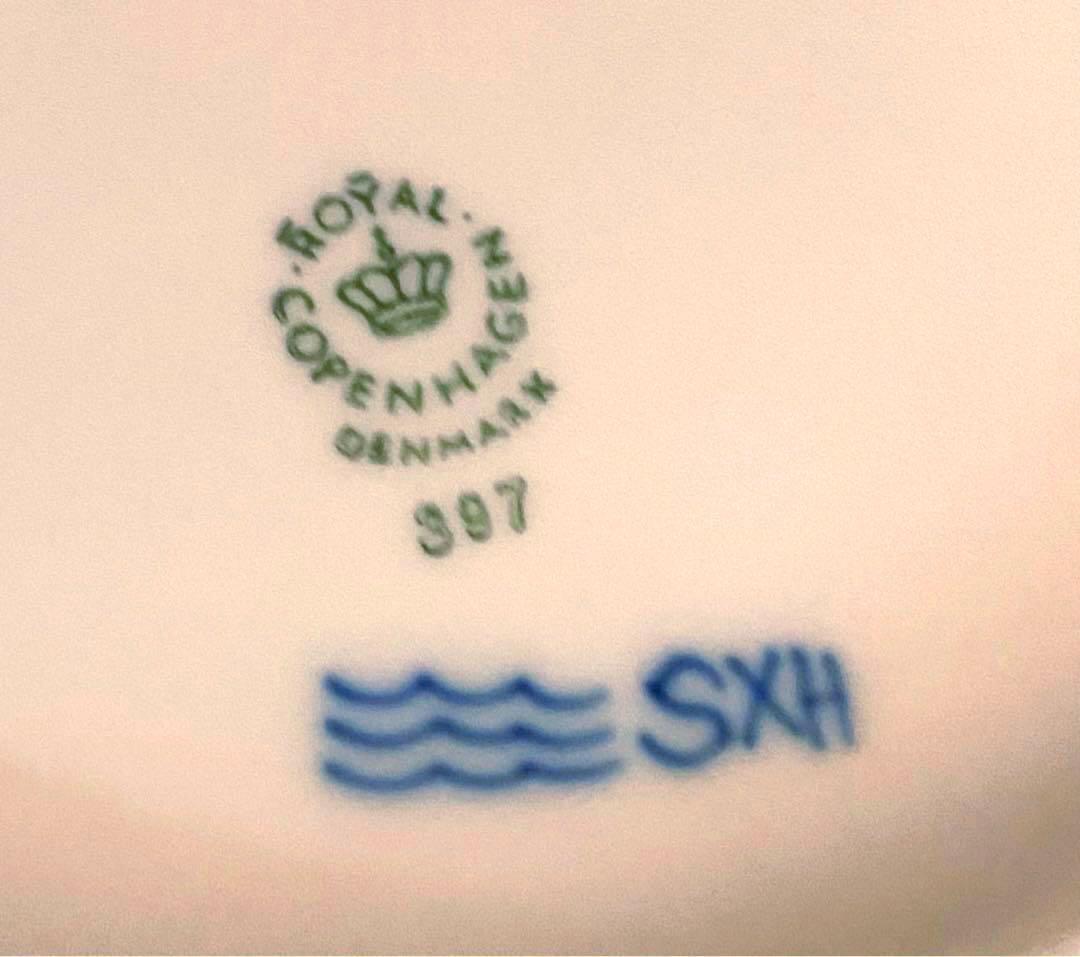 ROYAL · COPENHAGEN ·
DENMARK
397
SXH